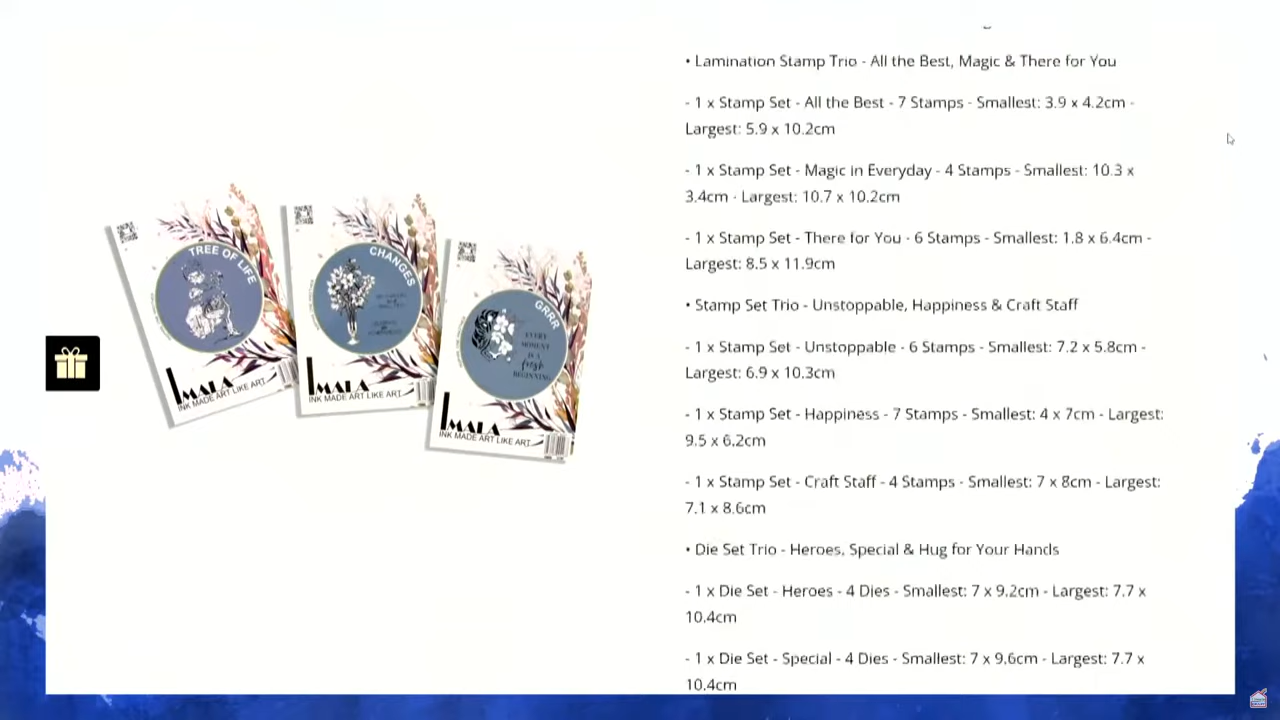 • Lamination Stamp Trio - All the Best, Magic & There for You
- 1 x Stamp Set - All the Best - 7 Stamps - Smallest: 3.9 x 4.2cm -
Largest: 5.9 x 10.2cm
- 1 x Stamp Set - Magic in Everyday - 4 Stamps - Smallest: 10.3 x
3.4cm - Largest: 10.7 x 10.2cm
- 1 x Stamp Set - There for You - 6 Stamps - Smallest: 1.8 x 6.4cm -
Largest: 8.5 x 11.9cm
• Stamp Set Trio - Unstoppable, Happiness & Craft Staff
- 1 x Stamp Set - Unstoppable - 6 Stamps - Smallest: 7.2 x 5.8cm -
Largest: 6.9 x 10.3cm
- 1 x Stamp Set - Happiness - 7 Stamps - Smallest: 4 x 7cm - Largest:
9.5 x 6.2cm
- 1 x Stamp Set - Craft Staff - 4 Stamps - Smallest: 7 x 8cm - Largest:
7.1 x 8.6cm
• Die Set Trio - Heroes, Special & Hug for Your Hands
- 1 x Die Set - Heroes - 4 Dies - Smallest: 7 x 9.2cm - Largest: 7.7 x
10.4cm
- 1 x Die Set - Special - 4 Dies - Smallest: 7 x 9.6cm - Largest: 7.7 x
10.4cm
TREE OF LIFE
IMALA
INK MADE ART LIKE ART
CHANGES
IMALA
INK MADE ART LIKE ART
GRRR
EVERY
MOMENT
IS A
fresh
BEGINNING
IMALA
INK MADE ART LIKE ART